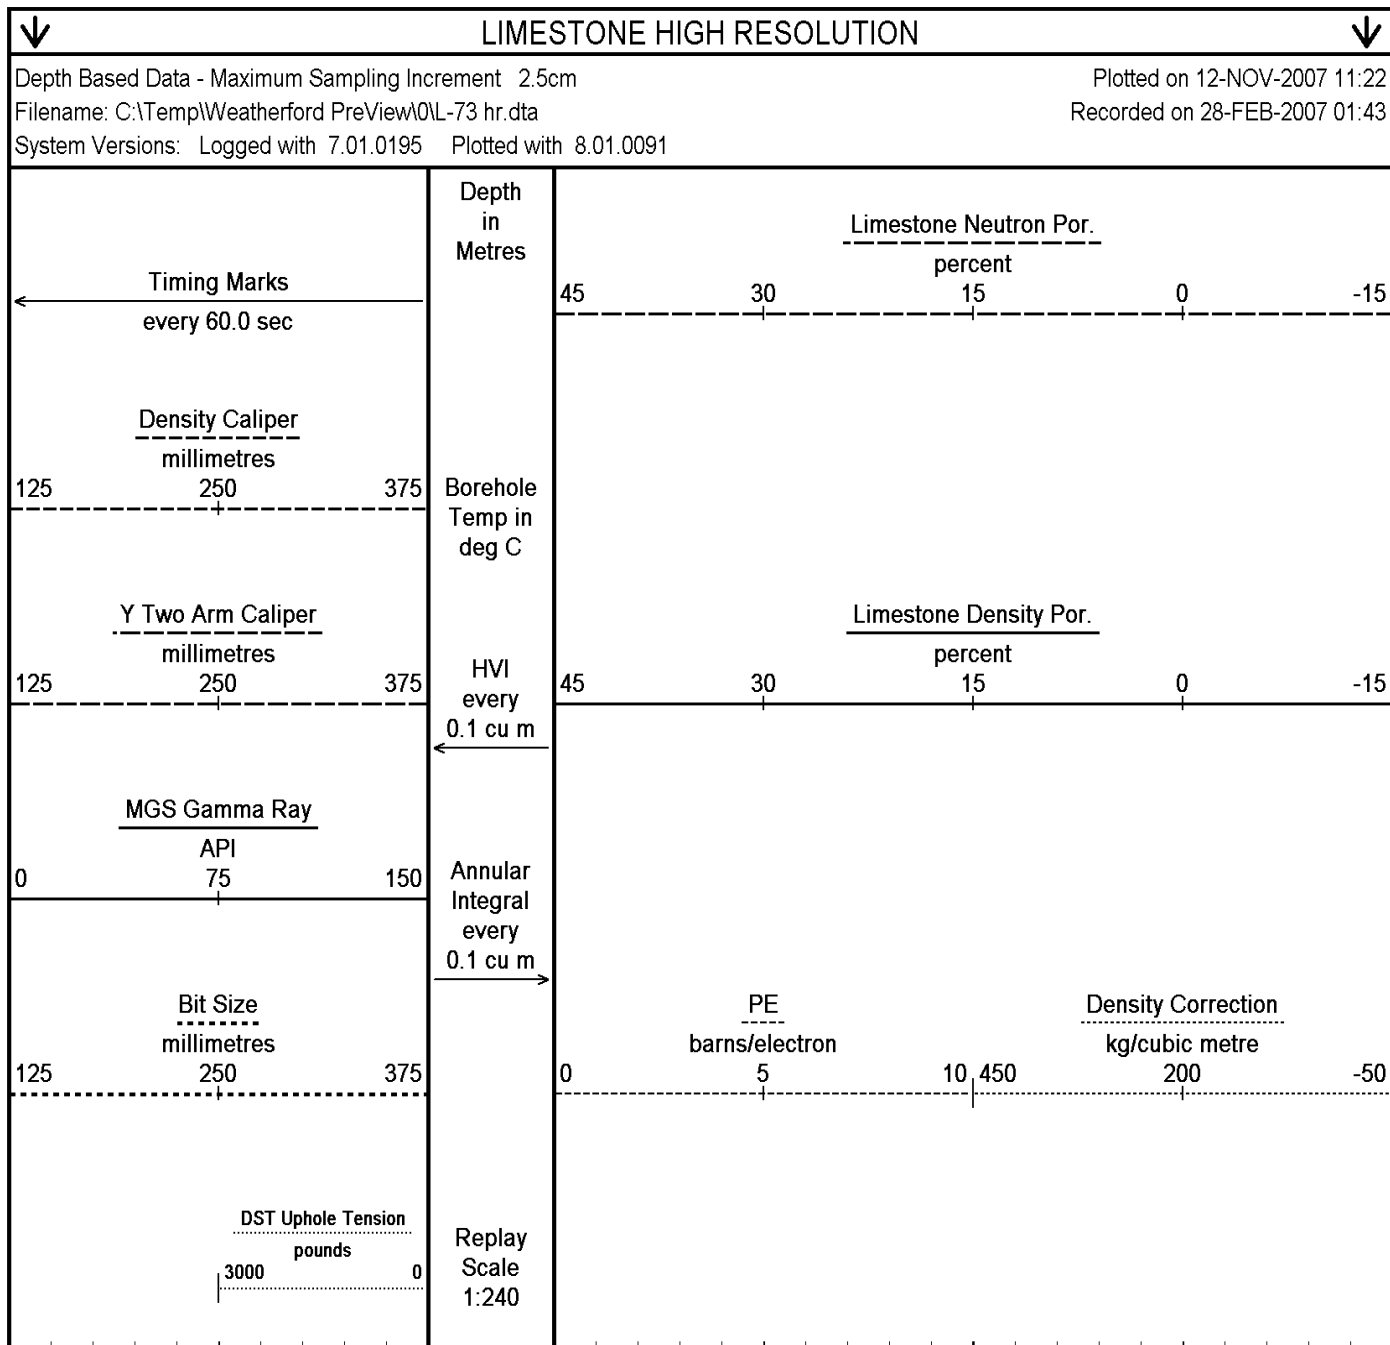 LIMESTONE HIGH RESOLUTION
Depth Based Data - Maximum Sampling Increment 2.5cm
Plotted on 12-NOV-2007 11:22
Filename: C:\Temp\Weatherford PreView\0\L-73 hr.dta
Recorded on 28-FEB-2007 01:43
System Versions: Logged with 7.01.0195 Plotted with 8.01.0091
Timing Marks
every 60.0 sec
Density Caliper
millimetres
125 250 375
Y Two Arm Caliper
millimetres
125 250 375
MGS Gamma Ray
API
0 75 150
Bit Size
millimetres
125 250 375
DST Uphole Tension
pounds
3000 0
Depth
in
Metres
Borehole
Temp in
deg C
HVI
every
0.1 cu m
Annular
Integral
every
0.1 cu m
Replay
Scale
1:240
Limestone Neutron Por.
percent
45 30 15 0 -15
Limestone Density Por.
percent
45 30 15 0 -15
PE
barns/electron
0 5 10
Density Correction
kg/cubic metre
450 200 -50